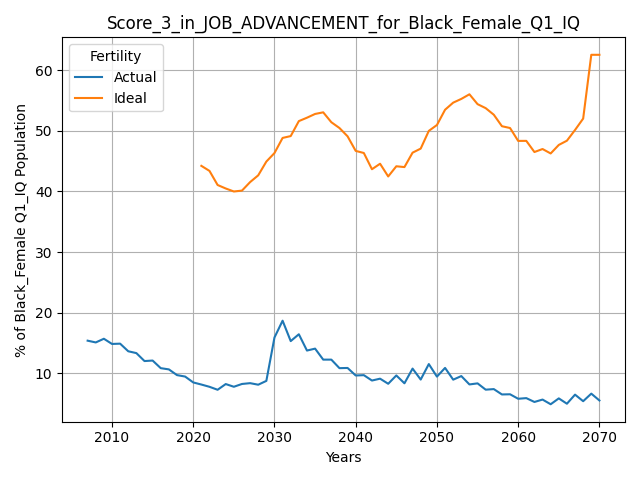 Score_3_in_JOB_ADVANCEMENT_for_Black_Female_Q1_IQ
Fertility
Actual
Ideal
% of Black_Female Q1_IQ Population
60
50
40
30
20
10
2010 2020 2030 2040 2050 2060 2070
Years